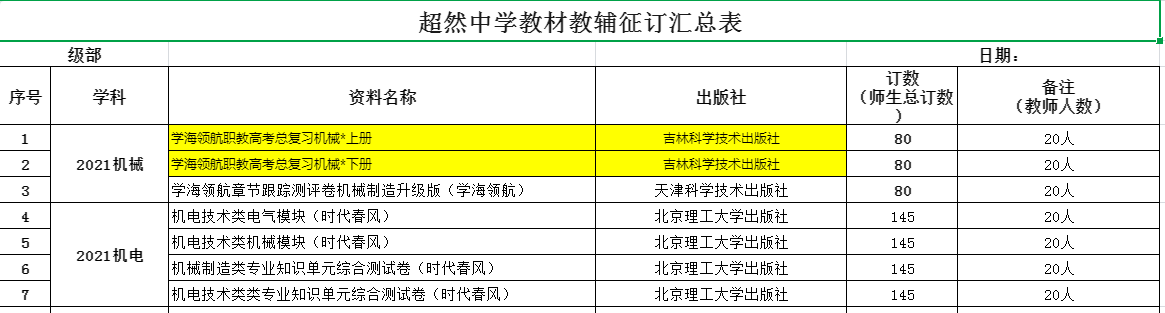 超然中学教材教辅征订汇总表
级部 日期：
序号 学科 资料名称 出版社 订数（师生总订数） 备注（教师人数）
1 2021机械 学海领航职教高考总复习机械*上册 吉林科学技术出版社 80 20人
2 学海领航职教高考总复习机械*下册 吉林科学技术出版社 80 20人
3 学海领航章节跟踪测评卷机械制造升级版（学海领航） 天津科学技术出版社 80 20人
4 2021机电 机电技术类电气模块（时代春风） 北京理工大学出版社 145 20人
5 机电技术类机械模块（时代春风） 北京理工大学出版社 145 20人
6 机械制造类专业知识单元综合测试卷（时代春风） 北京理工大学出版社 145 20人
7 机电技术类类专业知识单元综合测试卷（时代春风） 北京理工大学出版社 145 20人